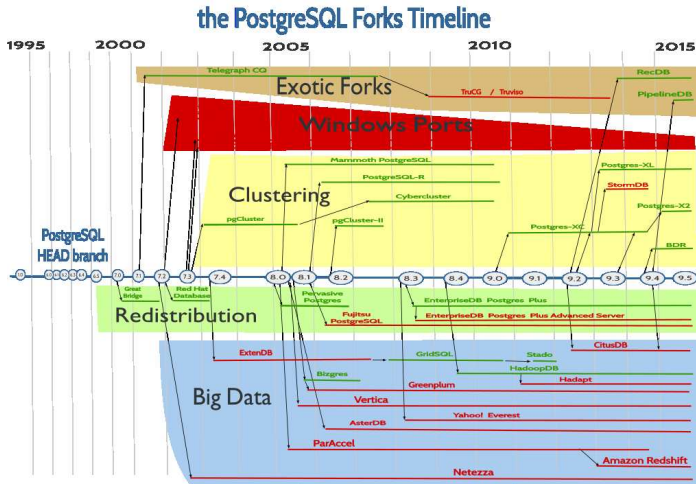 the PostgreSQL Forks Timeline
1995 2000 2005 2010 2015
Telegraph CQ
RecDB
Exotic Forks
TruCG / Truviso
PipelineDB
Windows Ports
Mammoth PostgreSQL
Postgres-XL
PostgreSQL-R
Clustering
StormDB
Cybercluster
Postgres-X2
pgCluster
pgCluster-II
Postgres-XC
PostgreSQL
HEAD branch
BDR
6.5 7.0 7.1 7.2 7.3 7.4 8.0 8.1 8.2 8.3 8.4 9.0 9.1 9.2 9.3 9.4 9.5
Great
Bridge
Red Hat
Database
Pervasive
Postgres
EnterpriseDB Postgres Plus
Redistribution
Fujitsu
PostgreSQL
EnterpriseDB Postgres Plus Advanced Server
CitusDB
ExtenDB
GridSQL
Stado
HadoopDB
Bizgres
Hadapt
Greenplum
Big Data
Vertica
Yahoo! Everest
AsterDB
ParAccel
Amazon Redshift
Netezza